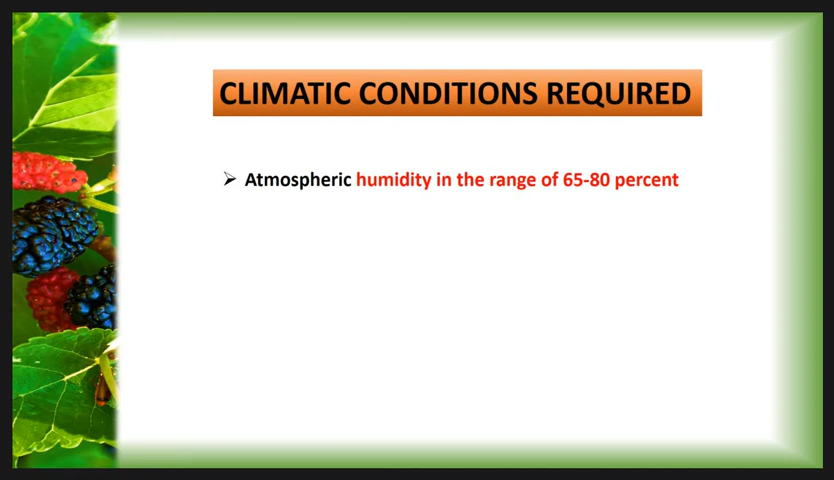 CLIMATIC CONDITIONS REQUIRED
➢ Atmospheric humidity in the range of 65-80 percent